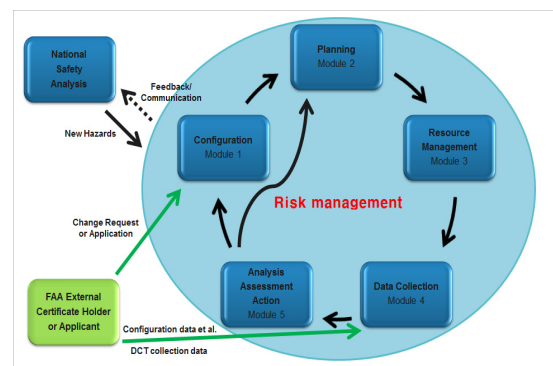 National
Safety
Analysis
Feedback/
Communication
New Hazards
Planning
Module 2
Configuration
Module 1
Resource
Management
Module 3
Risk management
Change Request
or Application
Analysis
Assessment
Action
Module 5
Data Collection
Module 4
FAA External
Certificate Holder
or Applicant
Configuration data et al.
DCT collection data